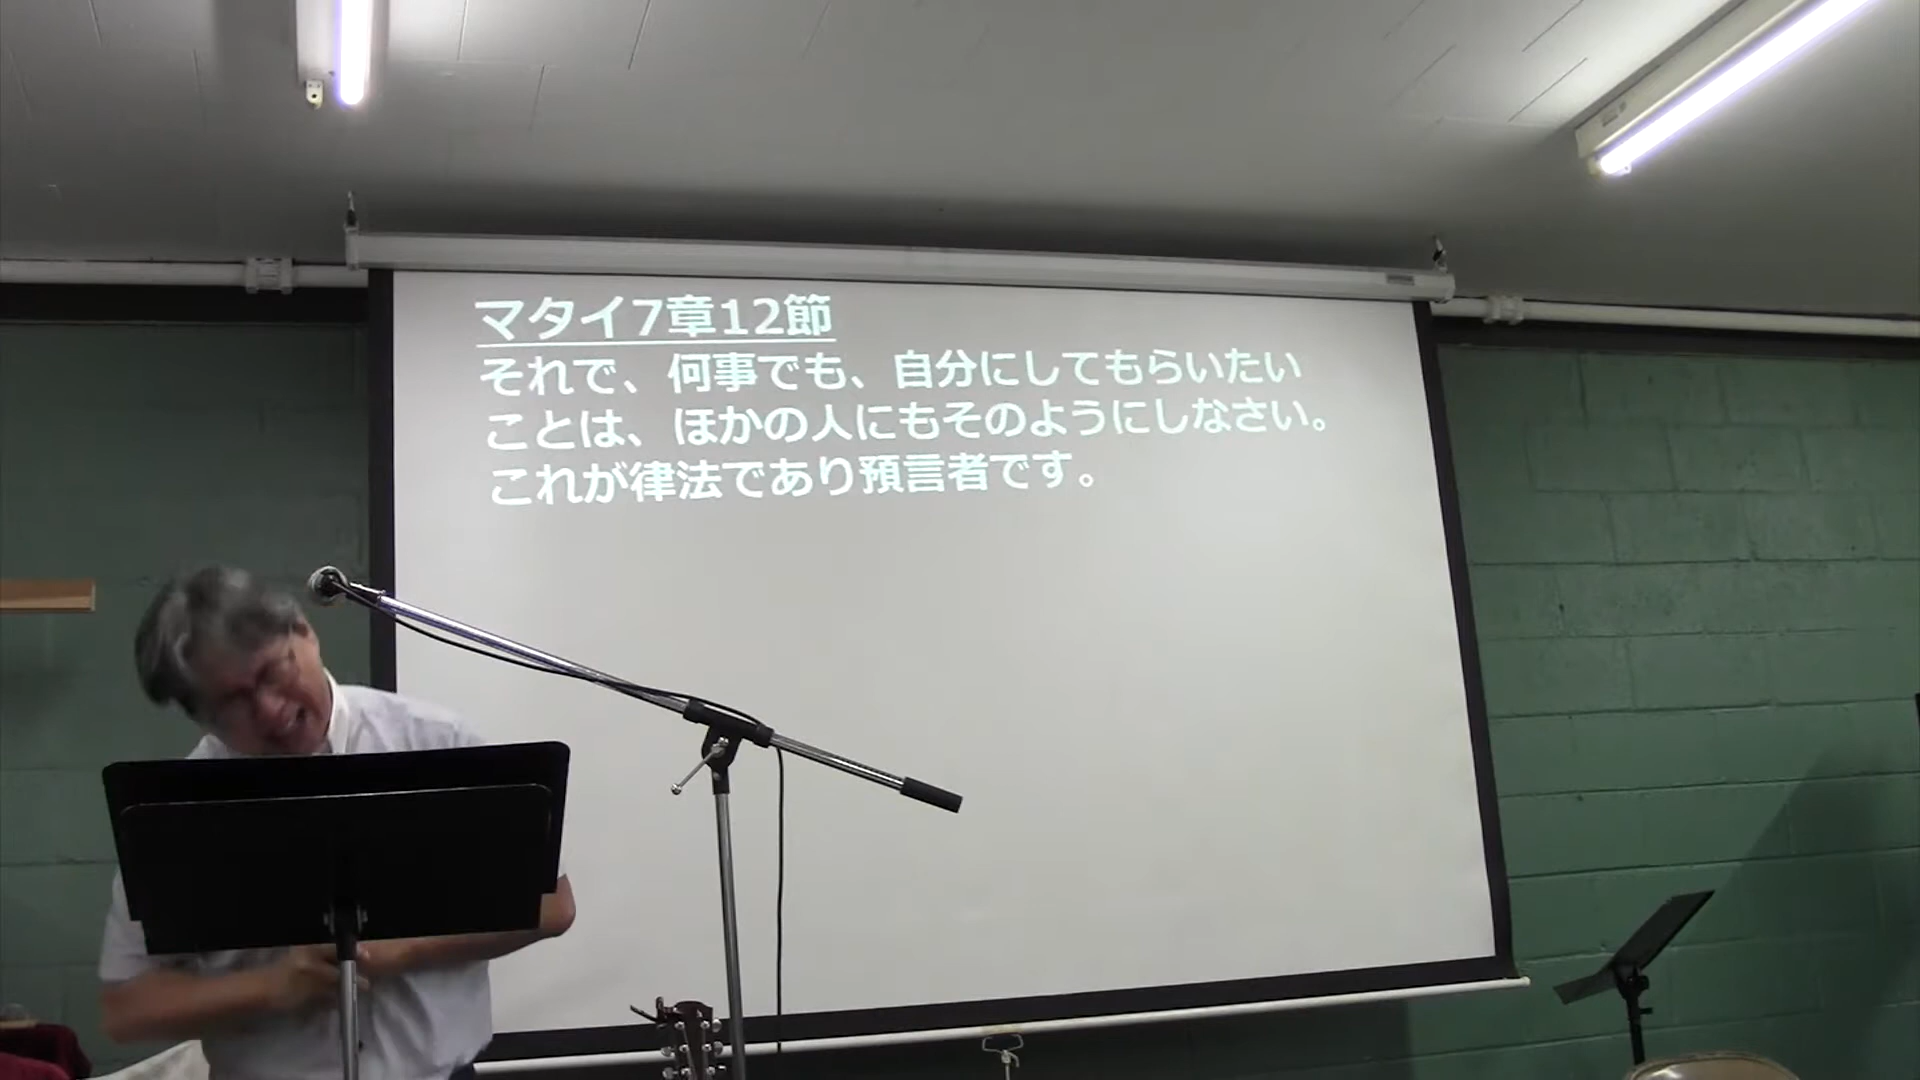 マタイ7章12節
それで、何事でも、自分にしてもらいたい
ことは、ほかの人にもそのようにしなさい。
これが律法であり預言者です。